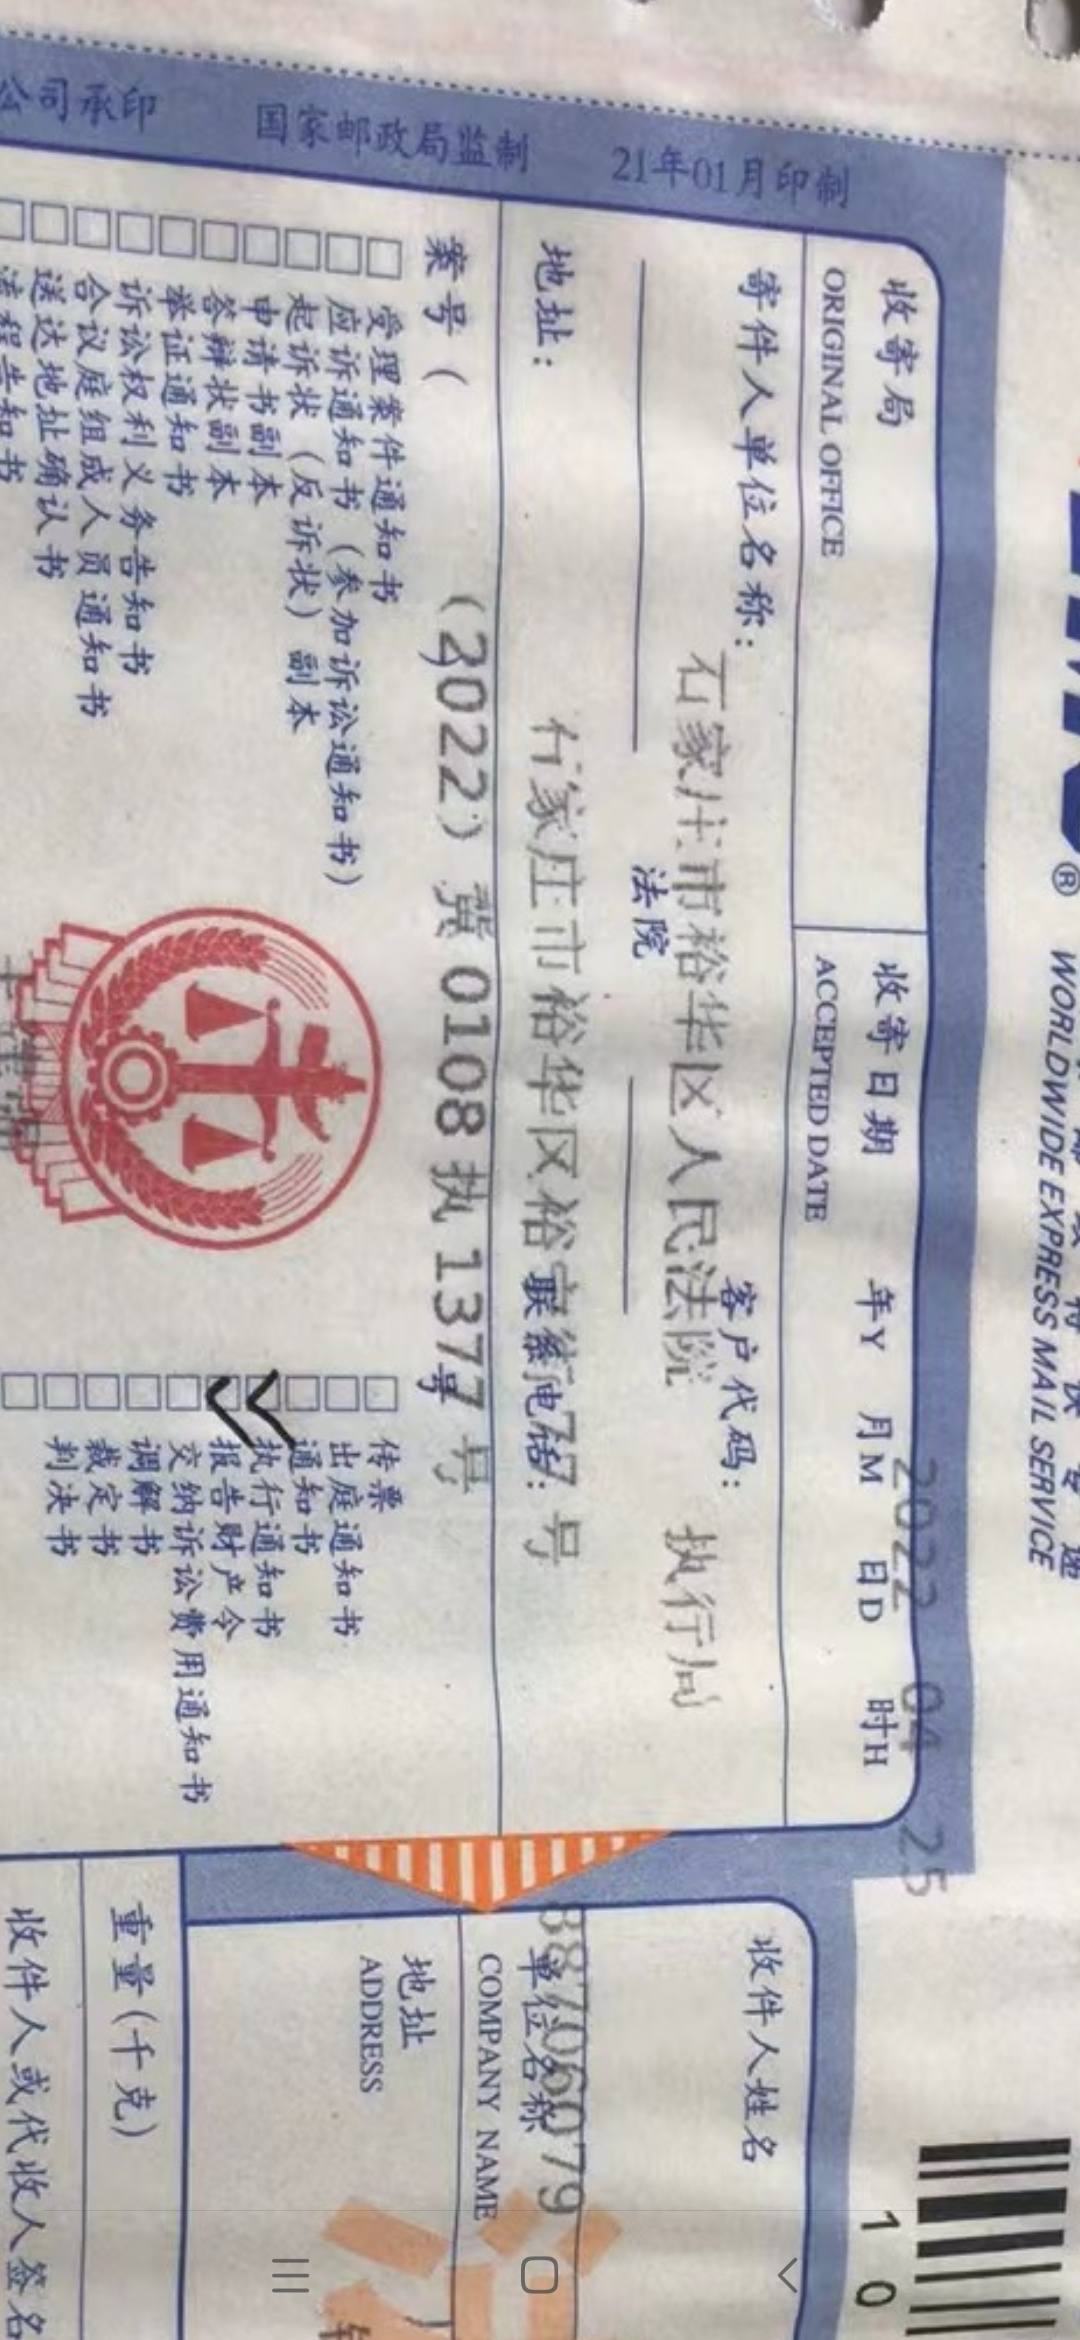 WORLDWIDE EXPRESS MAIL SERVICE
®
公司承印 国家邮政局监制 21年01月印制
收寄局
ORIGINAL OFFICE
收寄日期 年Y 月M 日D 时H
ACCEPTED DATE
2022 04 25
寄件人单位名称:
客户代码:
石家庄市裕华区人民法院 执行局
法院
地址:
石家庄市裕华区裕
联系电话:
77号
88706079
案号(
(2022)冀0108执1377号
号
受理案件通知书
应诉通知书(参加诉讼通知书)
起诉状(反诉状)副本
申请书副本
答辩状副本
举证通知书
诉讼权利义务告知书
合议庭组成人员通知书
送达地址确认书
传票
出庭通知书
通知书
执行通知书
报告财产令
交纳诉讼费用通知书
调解书
裁定书
判决书
收件人姓名
单位名称
COMPANY NAME
地址
ADDRESS
重量(千克)
收件人或代收人签名
1 0